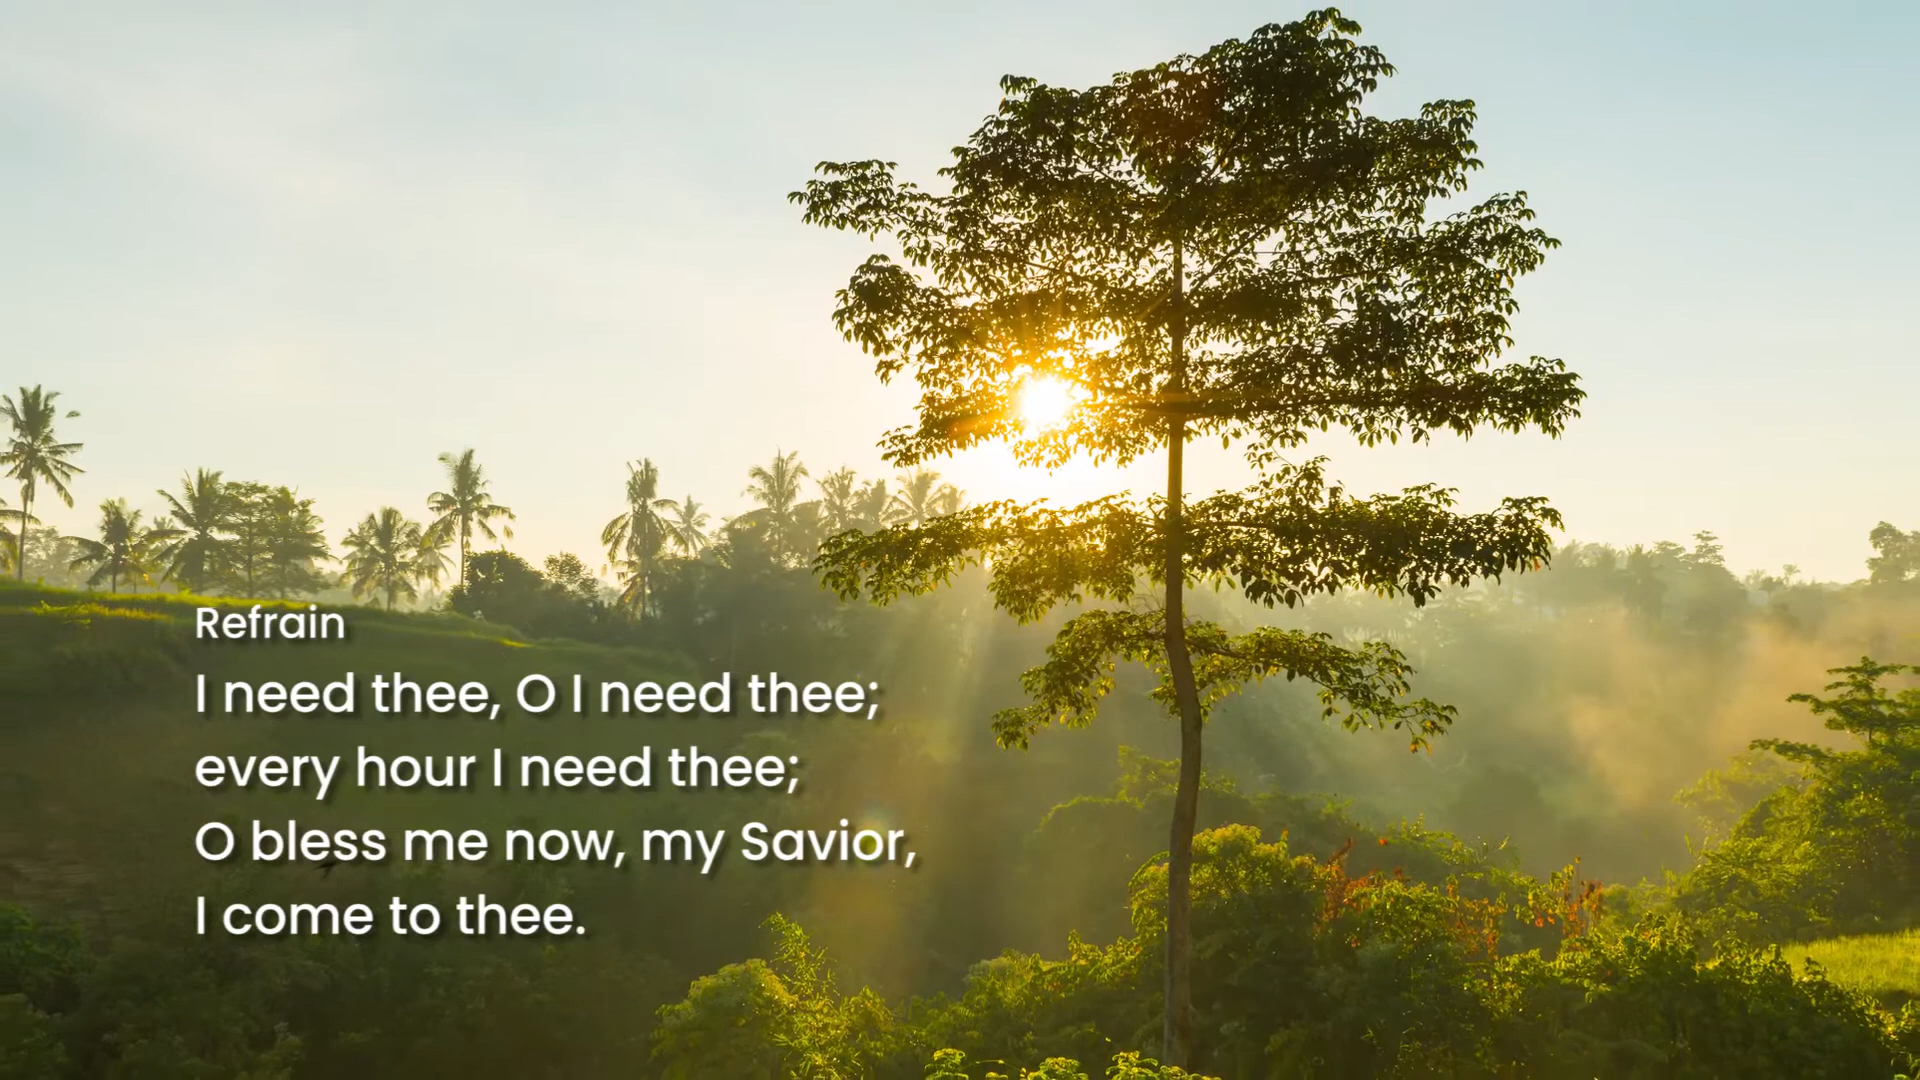 Refrain
I need thee, O I need thee;
every hour I need thee;
O bless me now, my Savior,
I come to thee.